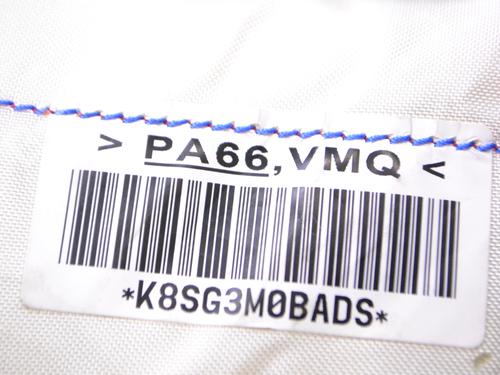 > PA66,VMQ <
*K8SG3M0BADS*